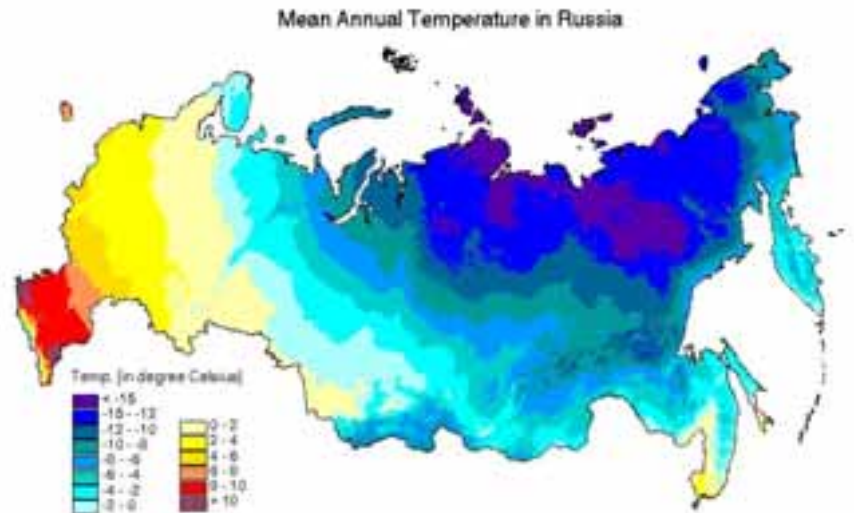 Mean Annual Temperature in Russia
Temp. [in degree Celsius]
< -15
-15 - -12
-12 - -10
-10 - -8
-8 - -6
-6 - -4
-4 - -2
-2 - 0
0 - 2
2 - 4
4 - 6
6 - 8
8 - 10
> 10